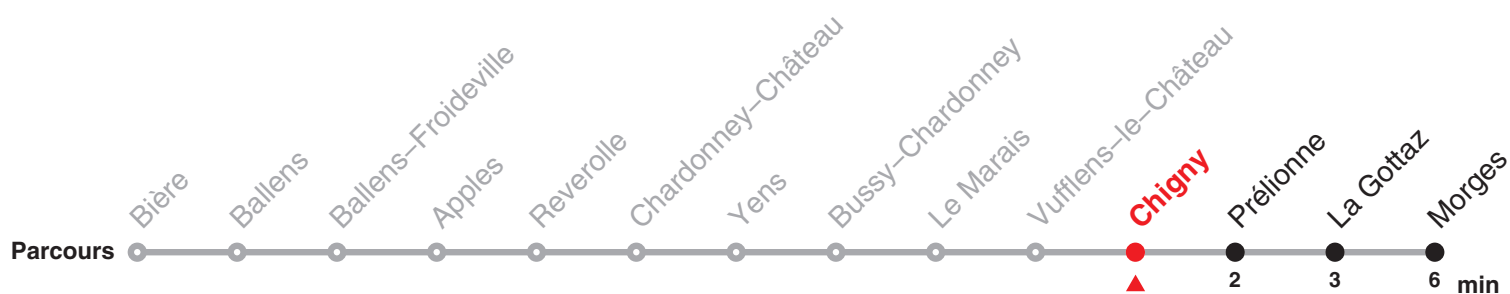 Bière
Ballens
Ballens–Froideville
Apples
Reverolle
Chardonney–Château
Yens
Bussy–Chardonney
Le Marais
Vufflens–le–Château
Chigny
Prélionne
La Gottaz
Morges
Parcours
2
3
6
min